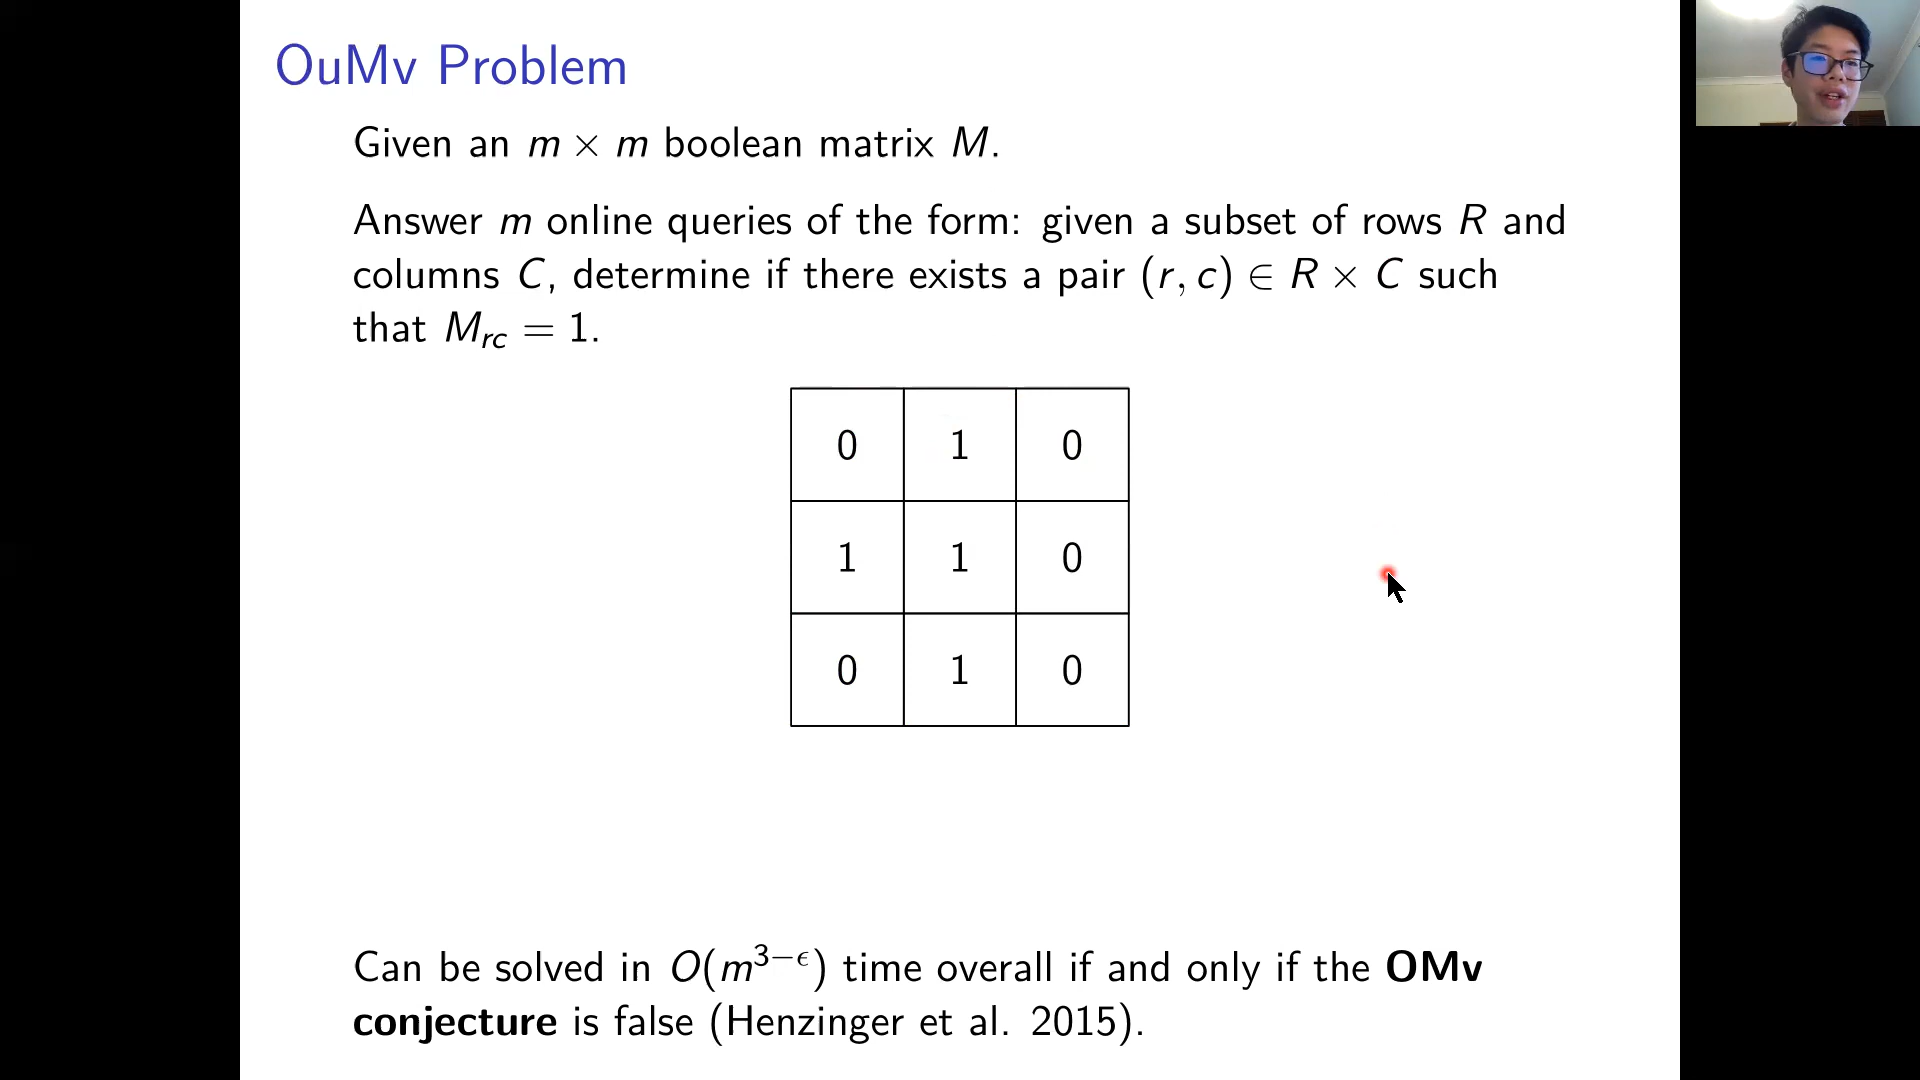 OuMv Problem
Given an m × m boolean matrix M.
Answer m online queries of the form: given a subset of rows R and
columns C, determine if there exists a pair (r, c) ∈ R × C such
that M_{rc} = 1.
0 1 0
1 1 0
0 1 0
Can be solved in O(m^{3−ϵ}) time overall if and only if the OMv
conjecture is false (Henzinger et al. 2015).